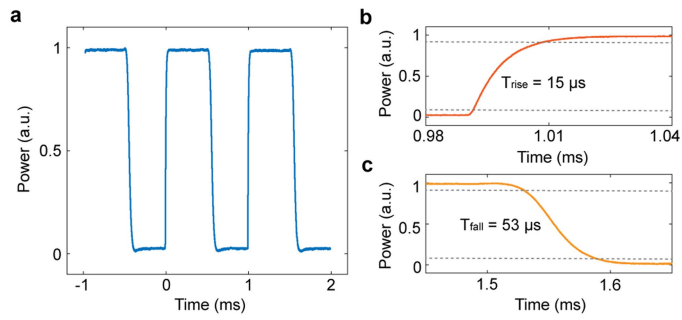 a
Power (a.u.)
1
0.5
0
-1
0
1
2
Time (ms)
b
Power (a.u.)
1
0.5
0
Trise = 15 µs
0.98
1.01
1.04
Time (ms)
c
Power (a.u.)
1
0.5
0
Tfall = 53 µs
1.5
1.6
Time (ms)